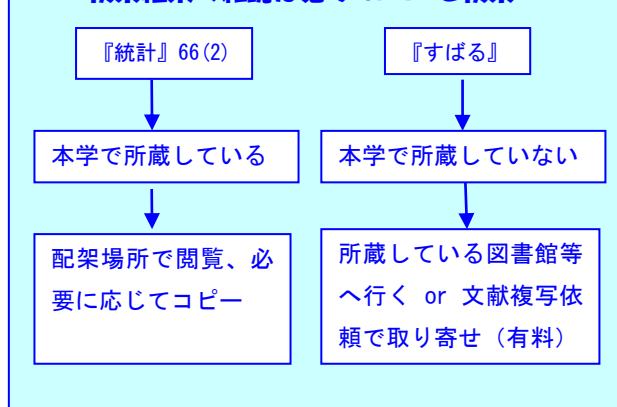 『統計』66(2)
『すばる』
本学で所蔵している
本学で所蔵していない
配架場所で閲覧、必
要に応じてコピー
所蔵している図書館等
へ行く or 文献複写依
頼で取り寄せ（有料）